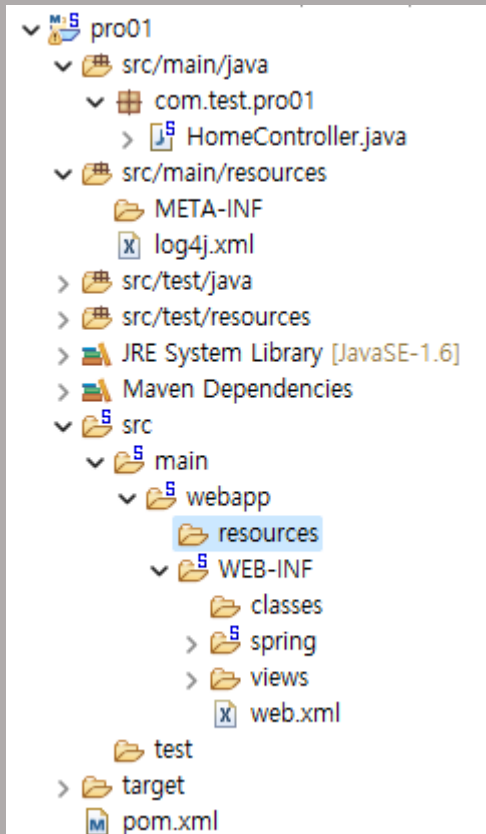 pro01
src/main/java
com.test.pro01
HomeController.java
src/main/resources
META-INF
log4j.xml
src/test/java
src/test/resources
JRE System Library [JavaSE-1.6]
Maven Dependencies
src
main
webapp
resources
WEB-INF
classes
spring
views
web.xml
test
target
pom.xml